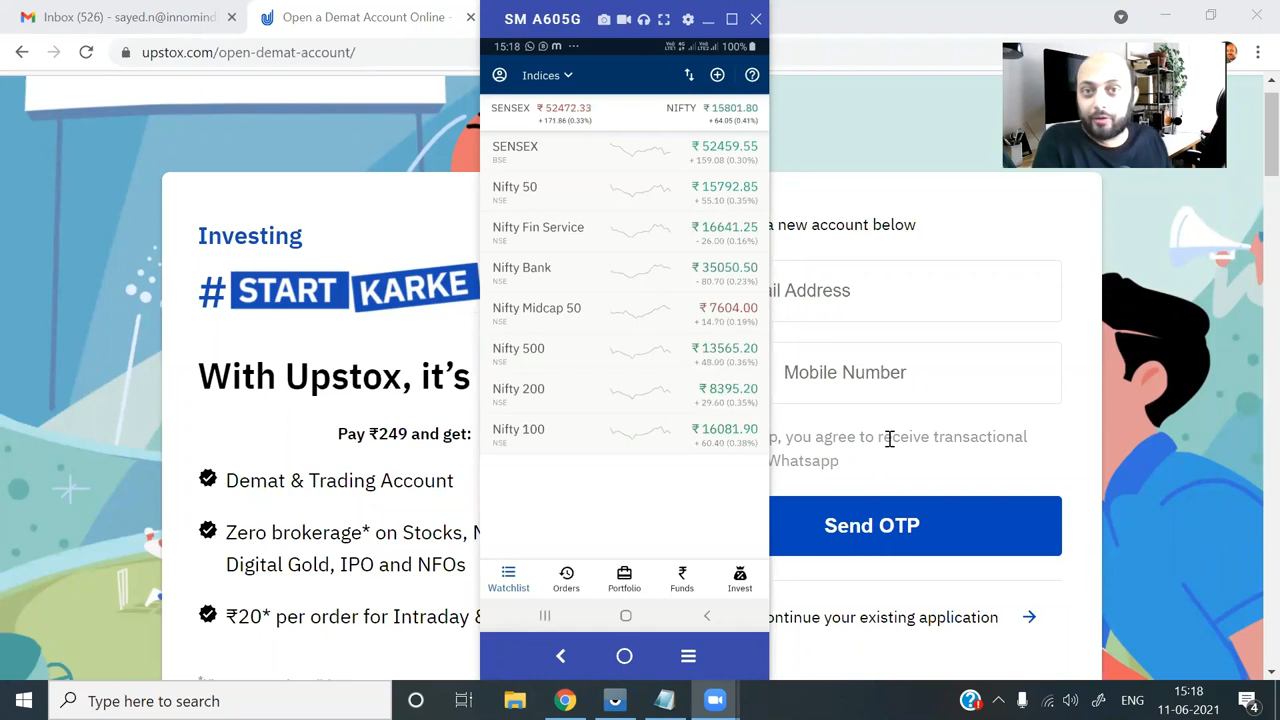 Inbox (526) - sayed.n@innomind
Open a Demat Account Online -
upstox.com/open-demat-account/
SM A605G
15:18
100%
Indices
SENSEX ₹ 52472.33
+ 171.86 (0.33%)
NIFTY ₹ 15801.80
+ 64.05 (0.41%)
SENSEX ₹ 52459.55
BSE + 159.08 (0.30%)
Nifty 50 ₹ 15792.85
NSE + 55.10 (0.35%)
Nifty Fin Service ₹ 16641.25
NSE - 26.00 (0.16%)
Nifty Bank ₹ 35050.50
NSE - 80.70 (0.23%)
Nifty Midcap 50 ₹ 7604.00
NSE + 14.70 (0.19%)
Nifty 500 ₹ 13565.20
NSE + 48.00 (0.36%)
Nifty 200 ₹ 8395.20
NSE + 29.60 (0.35%)
Nifty 100 ₹ 16081.90
NSE + 60.40 (0.38%)
Watchlist Orders Portfolio Funds Invest
Investing
# START KARKE
With Upstox, it's
Pay ₹249 and get:
Demat & Trading Account
Zero brokerage* on Stocks,
Digital Gold, IPO and NFOs
₹20* per order for Intraday &
a new account below
ail Address
Mobile Number
p, you agree to receive transactional
Whatsapp
Send OTP
ontinue your existing application
Type here to search
ENG
15:18
11-06-2021
4